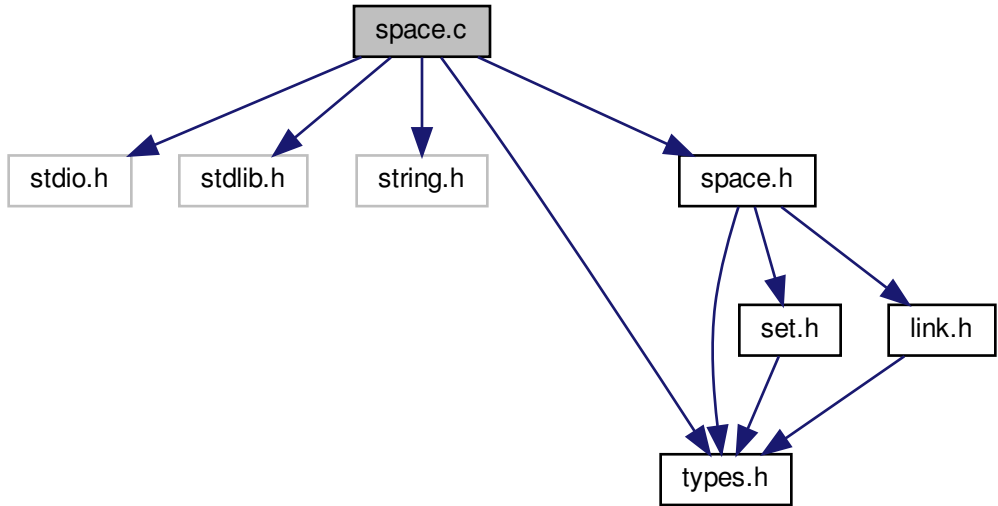 space.c
stdio.h
stdlib.h
string.h
space.h
set.h
link.h
types.h